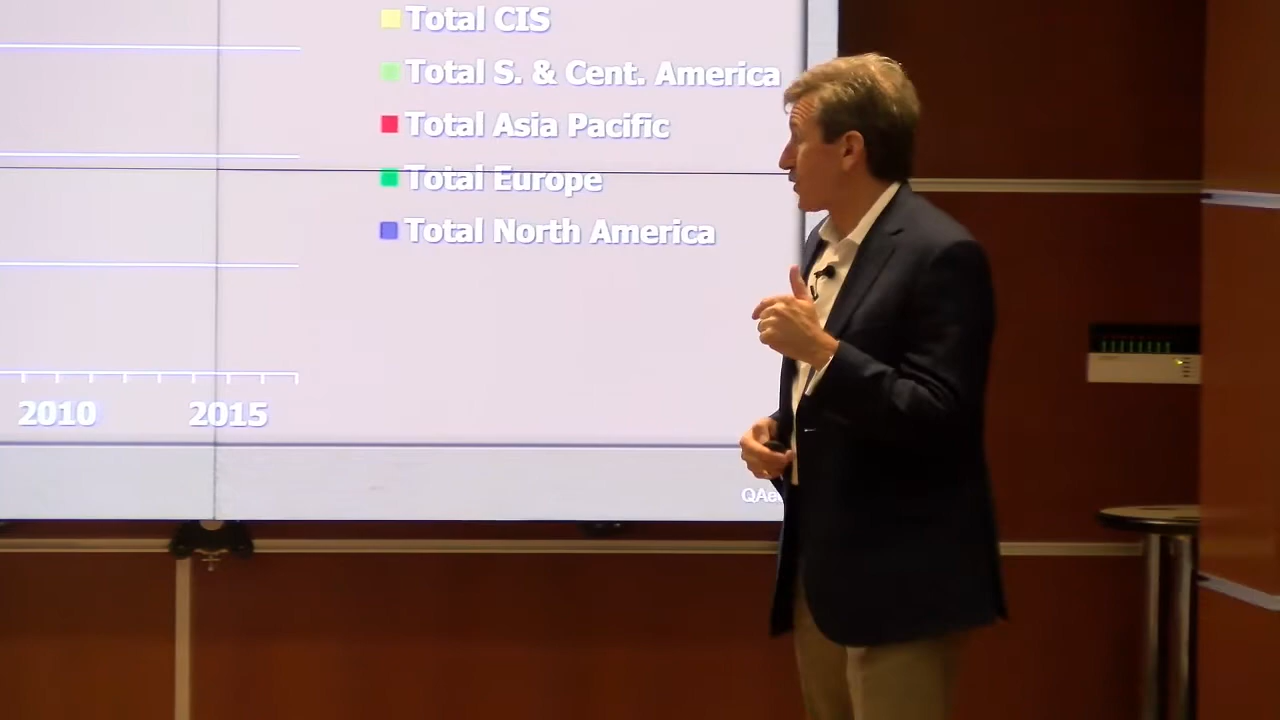 Total CIS
Total S. & Cent. America
Total Asia Pacific
Total Europe
Total North America
2010 2015